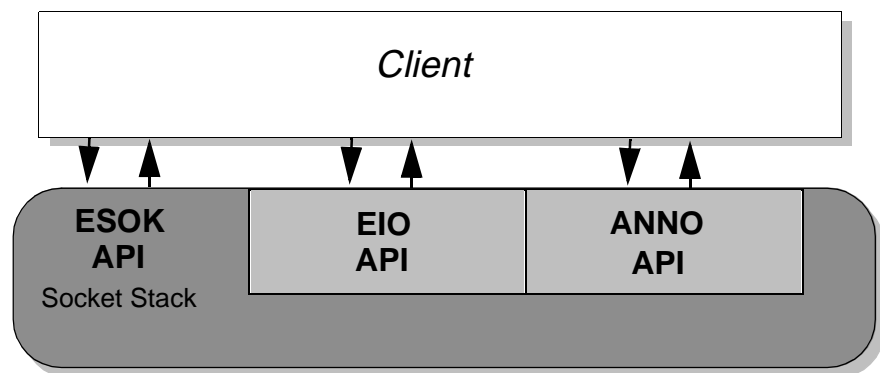 Client
ESOK EIO ANNO
API API API
Socket Stack